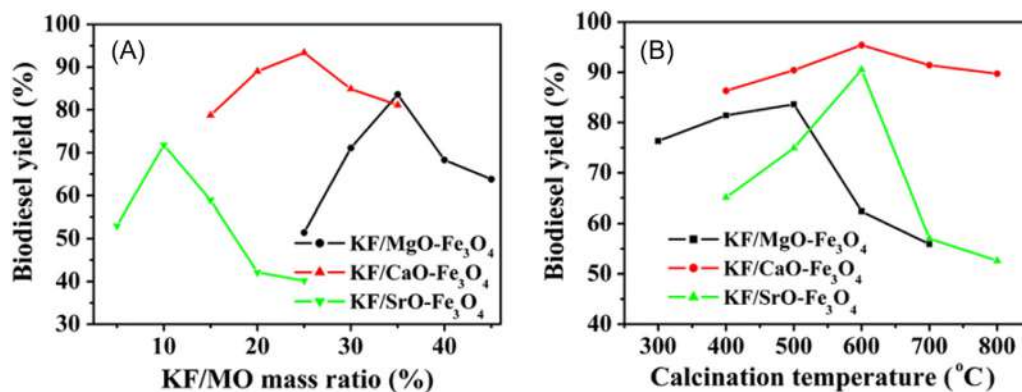 (A)
Biodiesel yield (%)
100
90
80
70
60
50
40
30
10
20
30
40
KF/MO mass ratio (%)
KF/MgO-Fe₃O₄
KF/CaO-Fe₃O₄
KF/SrO-Fe₃O₄
(B)
Biodiesel yield (%)
100
90
80
70
60
50
40
300
400
500
600
700
800
Calcination temperature (°C)
KF/MgO-Fe₃O₄
KF/CaO-Fe₃O₄
KF/SrO-Fe₃O₄